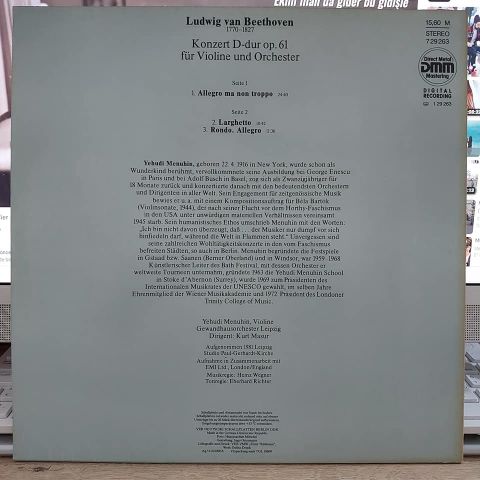 Ekim'han da gider bu gidişle
Ludwig van Beethoven
1770–1827
Konzert D-dur op. 61
für Violine und Orchester
15,60 M
STEREO
7 29 263
Direct Metal
DMM
Mastering
DIGITAL
RECORDING
Seite 1
1. Allegro ma non troppo
Seite 2
2. Larghetto
3. Rondo. Allegro
Yehudi Menuhin, geboren 22. 4. 1916 in New York, wurde schon als
Wunderkind berühmt, vervollkommnete seine Ausbildung bei George Enescu
in Paris und bei Adolf Busch in Basel, zog sich als Zwanzigjähriger für
18 Monate zurück und konzertierte danach mit den bedeutendsten Orchestern
und Dirigenten in aller Welt. Sein Engagement für zeitgenössische Musik
bewies er u. a. mit einem Kompositionsauftrag für Béla Bartók
(Violinsonate, 1944), der nach seiner Flucht vor dem Horthy-Faschismus
in den USA unter unwürdigen materiellen Verhältnissen vereinsamt
1945 starb. Sein humanistisches Ethos umschrieb Menuhin mit den Worten:
„Ich bin nicht davon überzeugt, daß . . . der Musiker nur dumpf vor sich
hinfiedeln darf, während die Welt in Flammen steht.“ Unvergessen sind
seine zahlreichen Wohltätigkeitskonzerte in den vom Faschismus
befreiten Städten, so auch in Berlin. Menuhin begründete die Festspiele
in Gstaad bzw. Saanen (Berner Oberland) und in Windsor, war 1959–1968
Künstlerischer Leiter des Bath Festival, mit dessen Orchester er
weltweite Tourneen unternahm, gründete 1963 die Yehudi Menuhin School
in Stoke d'Abernon (Surrey), wurde 1969 zum Präsidenten des
Internationalen Musikrates der UNESCO gewählt, im selben Jahre
Ehrenmitglied der Wiener Musikakademie und 1972 Präsident des Londoner
Trinity College of Music.
Yehudi Menuhin, Violine
Gewandhausorchester Leipzig
Dirigent: Kurt Masur
Aufgenommen 1981 Leipzig
Studio Paul-Gerhardt-Kirche
Aufnahme in Zusammenarbeit mit
EMI Ltd., London/England
Musikregie: Heinz Wegner
Tonregie: Eberhard Richter
VEB DEUTSCHE SCHALLPLATTEN BERLIN DDR